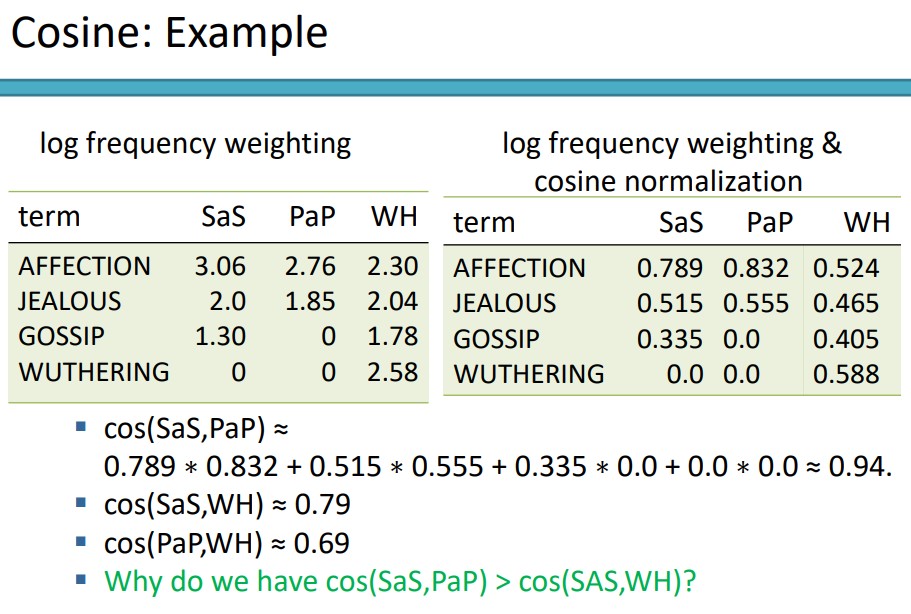 Cosine: Example
log frequency weighting
term SaS PaP WH
AFFECTION 3.06 2.76 2.30
JEALOUS 2.0 1.85 2.04
GOSSIP 1.30 0 1.78
WUTHERING 0 0 2.58
log frequency weighting &
cosine normalization
term SaS PaP WH
AFFECTION 0.789 0.832 0.524
JEALOUS 0.515 0.555 0.465
GOSSIP 0.335 0.0 0.405
WUTHERING 0.0 0.0 0.588
▪ cos(SaS,PaP) ≈
0.789 ∗ 0.832 + 0.515 ∗ 0.555 + 0.335 ∗ 0.0 + 0.0 ∗ 0.0 ≈ 0.94.
▪ cos(SaS,WH) ≈ 0.79
▪ cos(PaP,WH) ≈ 0.69
▪ Why do we have cos(SaS,PaP) > cos(SAS,WH)?